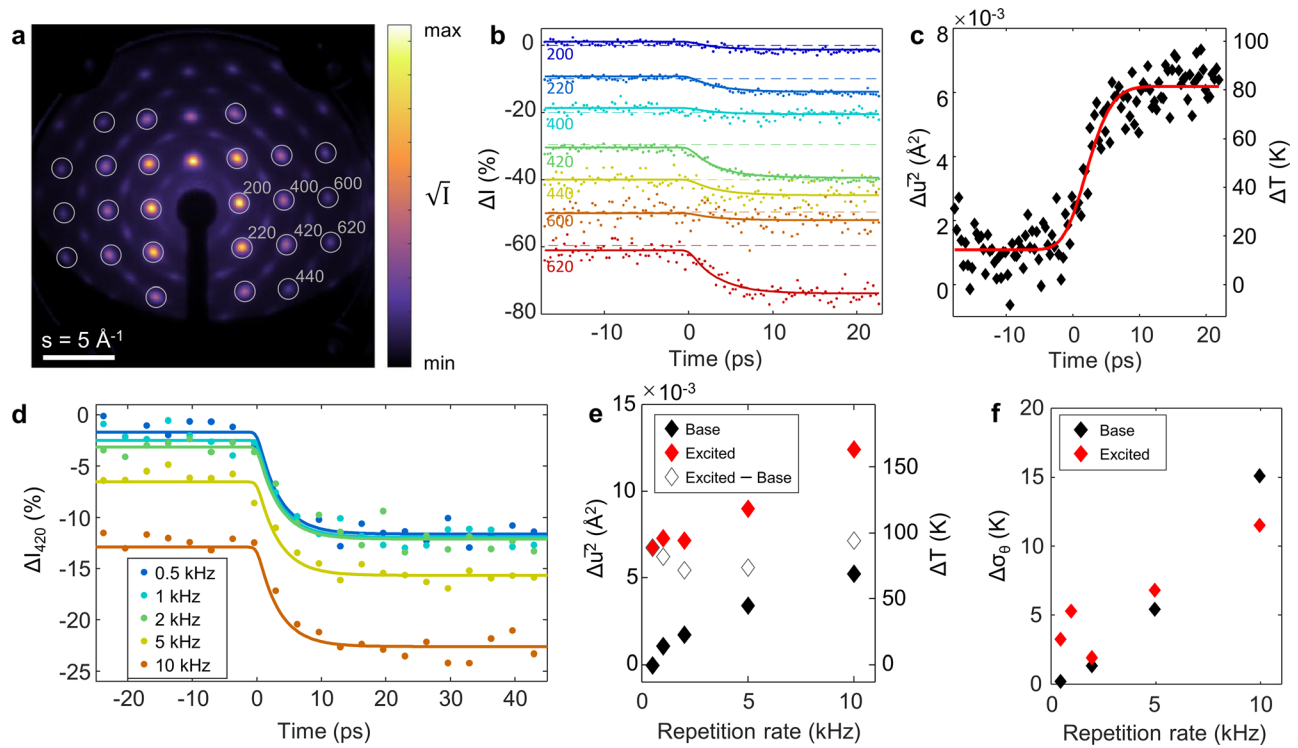 a
max
√I
min
200
400
600
220
420
620
440
s = 5 Å-1
b
ΔI (%)
0
-20
-40
-60
-80
200
220
400
420
440
600
620
-10
0
10
20
Time (ps)
c
×10-3
8
6
4
2
0
Δu̅2 (Å2)
100
80
60
40
20
0
ΔT (K)
-10
0
10
20
Time (ps)
d
0
-5
-10
-15
-20
-25
ΔI420 (%)
0.5 kHz
1 kHz
2 kHz
5 kHz
10 kHz
-20
-10
0
10
20
30
40
Time (ps)
e
×10-3
15
10
5
0
Δu̅2 (Å2)
Base
Excited
Excited − Base
150
100
50
0
ΔT (K)
0
5
10
Repetition rate (kHz)
f
20
15
10
5
0
Δσθ (K)
Base
Excited
0
5
10
Repetition rate (kHz)